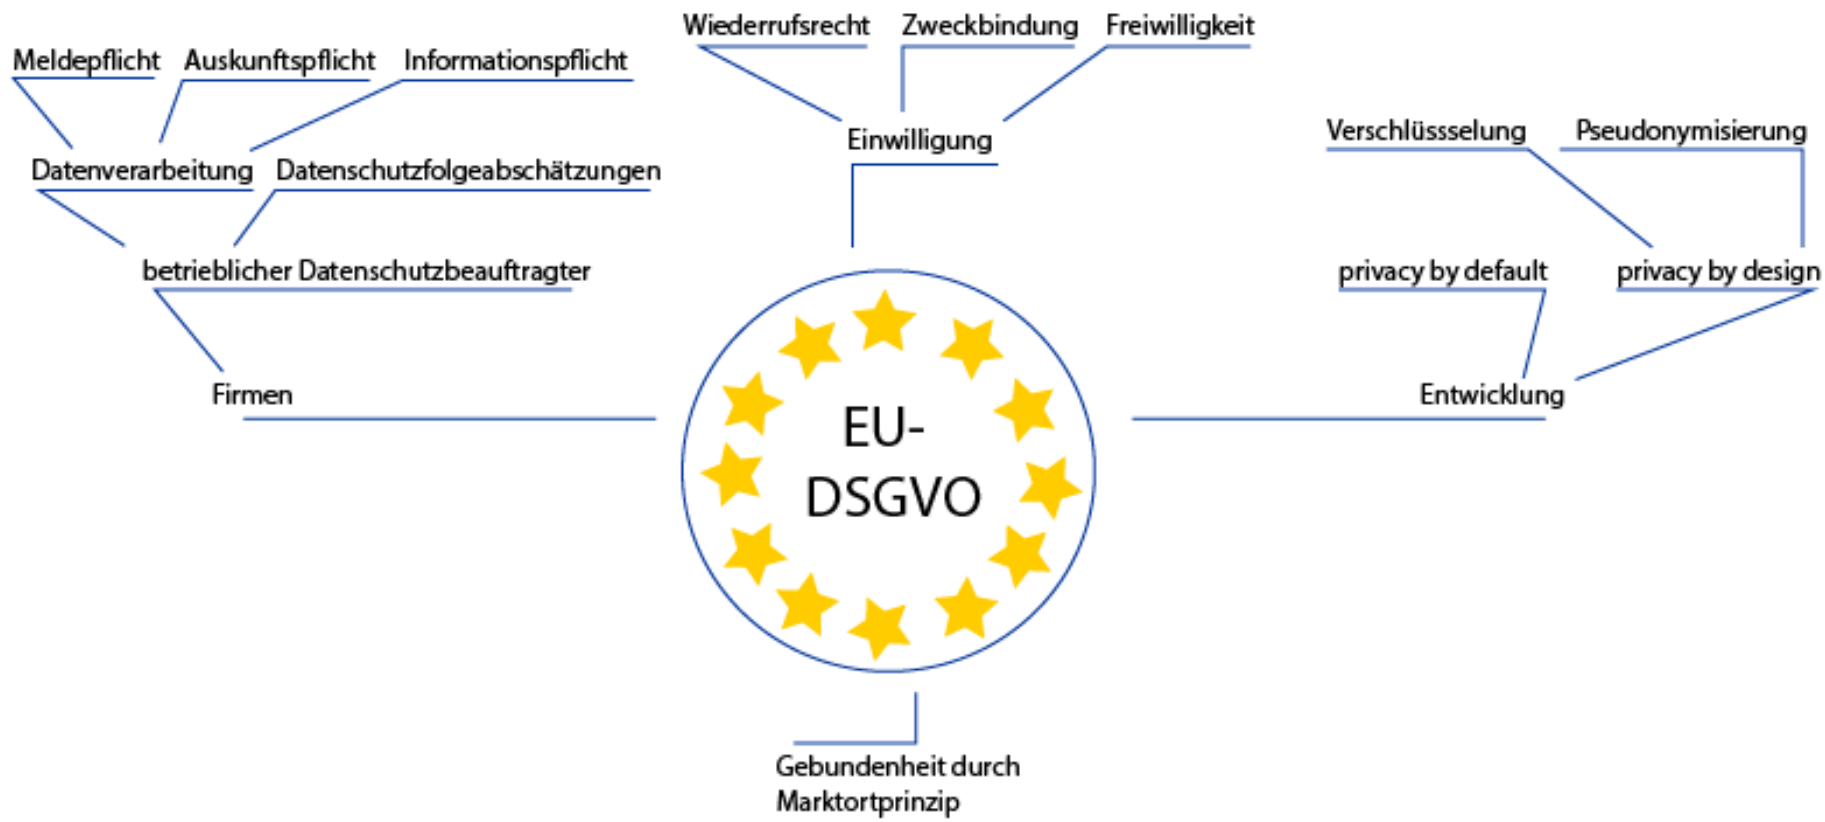 Wiederrufsrecht Zweckbindung Freiwilligkeit
Meldepflicht Auskunftspflicht Informationspflicht
Einwilligung
Verschlüssselung Pseudonymisierung
Datenverarbeitung Datenschutzfolgeabschätzungen
betrieblicher Datenschutzbeauftragter
privacy by default privacy by design
Firmen
Entwicklung
EU-
DSGVO
Gebundenheit durch
Marktortprinzip